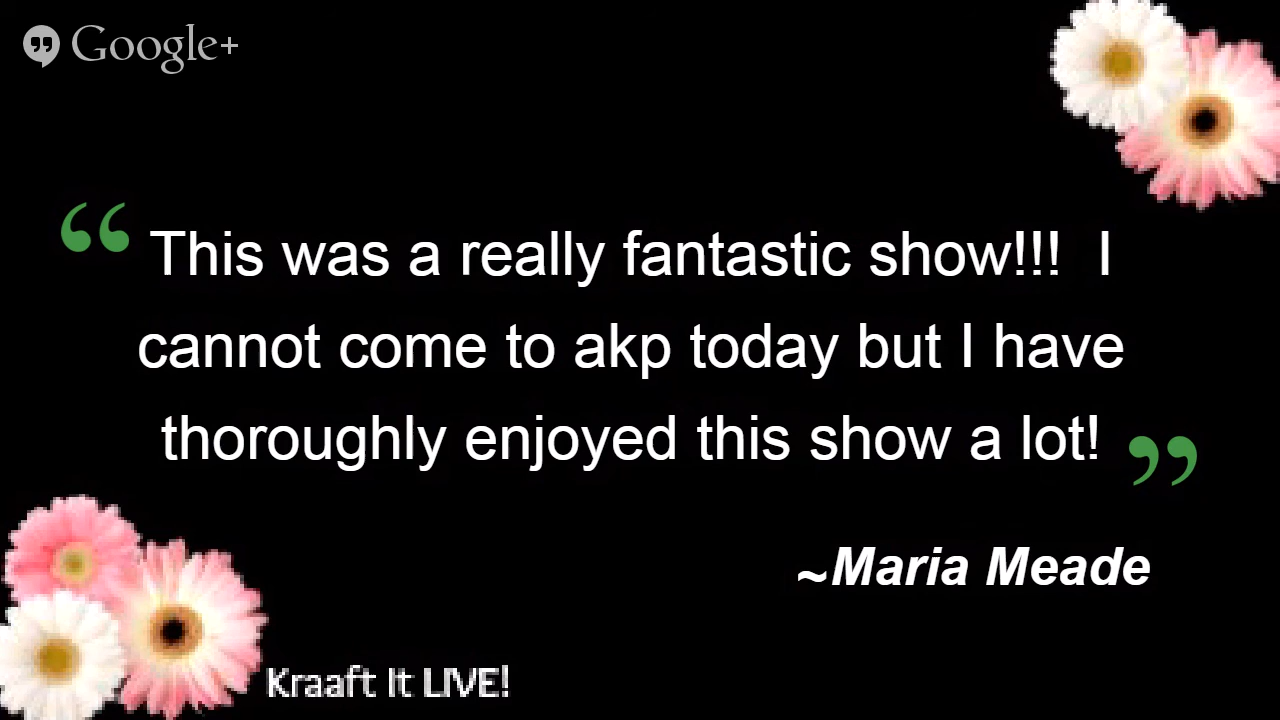 Google+
“ This was a really fantastic show!!!  I
cannot come to akp today but I have
thoroughly enjoyed this show a lot! ”
~Maria Meade
Kraaft It LIVE!